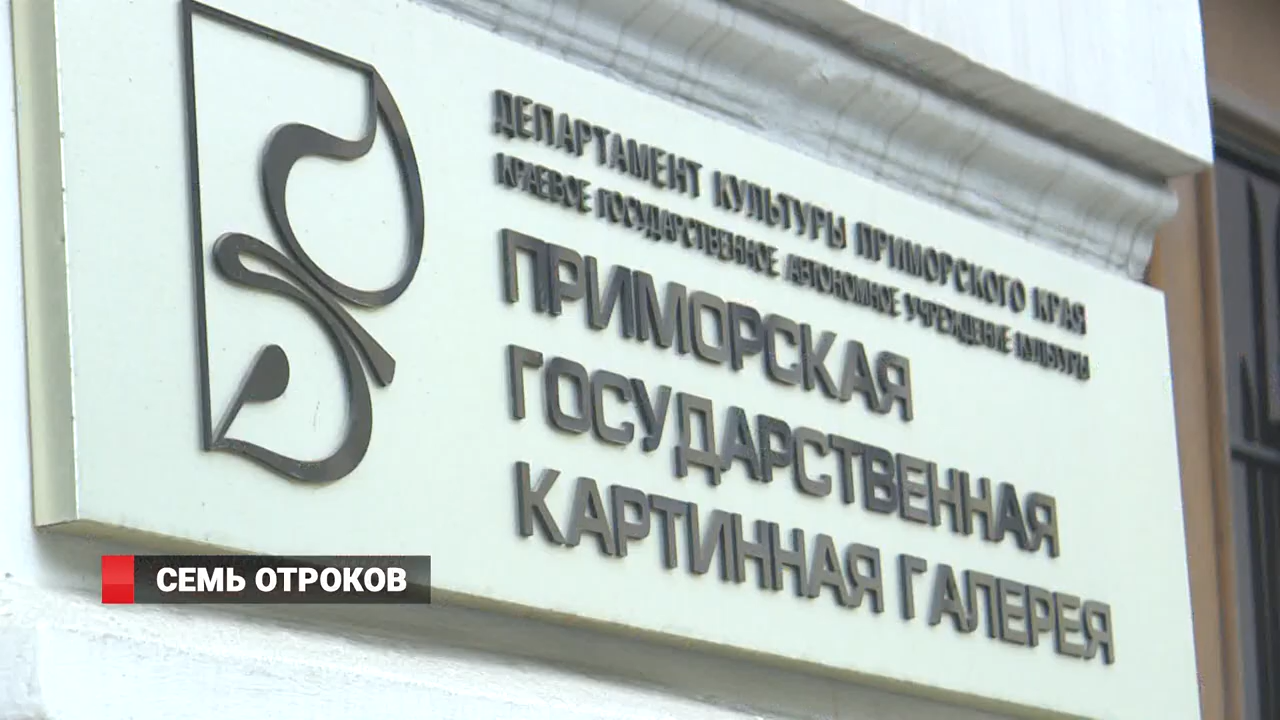 ДЕПАРТАМЕНТ КУЛЬТУРЫ ПРИМОРСКОГО КРАЯ
КРАЕВОЕ ГОСУДАРСТВЕННОЕ АВТОНОМНОЕ УЧРЕЖДЕНИЕ КУЛЬТУРЫ
ПРИМОРСКАЯ
ГОСУДАРСТВЕННАЯ
КАРТИННАЯ ГАЛЕРЕЯ
СЕМЬ ОТРОКОВ